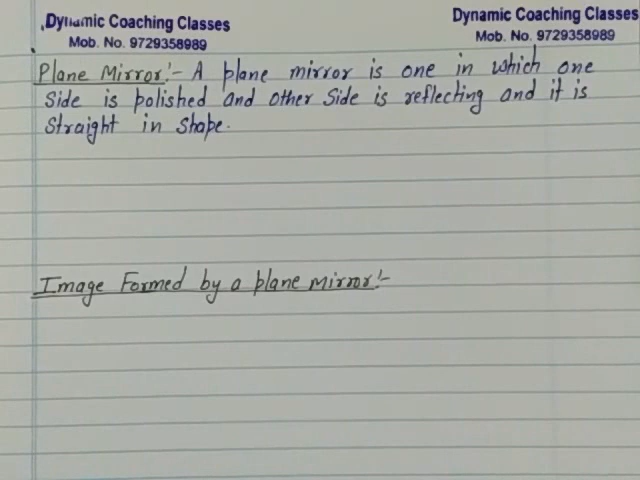 Dynamic Coaching Classes
Mob. No. 9729358989
Dynamic Coaching Classes
Mob. No. 9729358989
Plane Mirror:- A plane mirror is one in which one
Side is polished and other Side is reflecting and it is
Straight in Shape.
Image Formed by a plane mirror:-